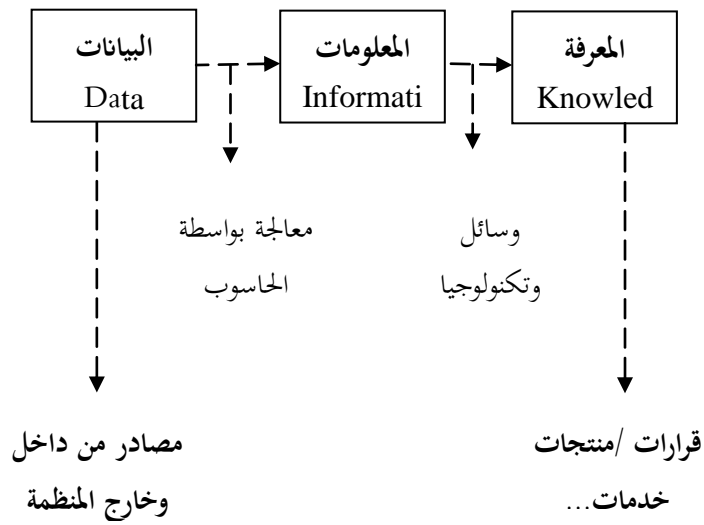 البيانات
Data
المعلومات
Informati
المعرفة
Knowled
معالجة بواسطة
الحاسوب
وسائل
وتكنولوجيا
مصادر من داخل
وخارج المنظمة
قرارات /منتجات
خدمات...